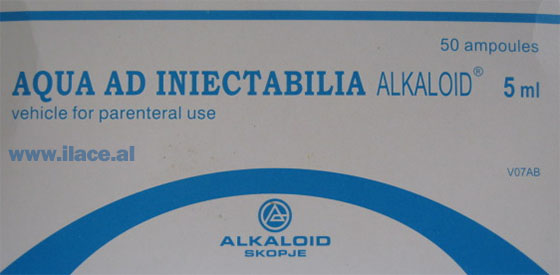 50 ampoules
AQUA AD INIECTABILIA ALKALOID® 5 ml
vehicle for parenteral use
www.ilace.al
V07AB
ALKALOID
SKOPJE